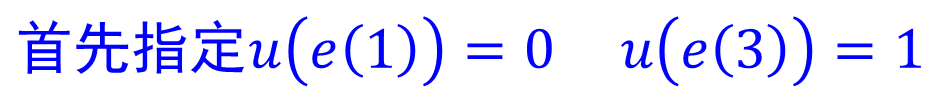 首先指定u(e(1)) = 0 u(e(3)) = 1